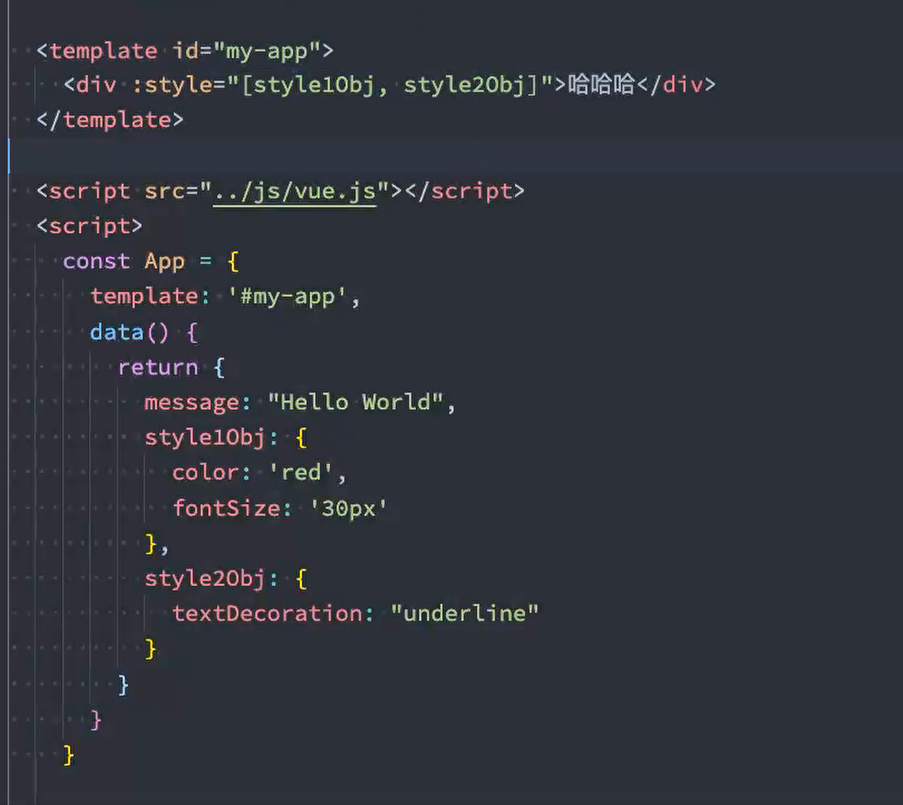 <template id="my-app">
<div :style="[style1Obj, style2Obj]">哈哈哈</div>
</template>
<script src="../js/vue.js"></script>
<script>
const App = {
template: '#my-app',
data() {
return {
message: "Hello World",
style1Obj: {
color: 'red',
fontSize: '30px'
},
style2Obj: {
textDecoration: "underline"
}
}
}
}